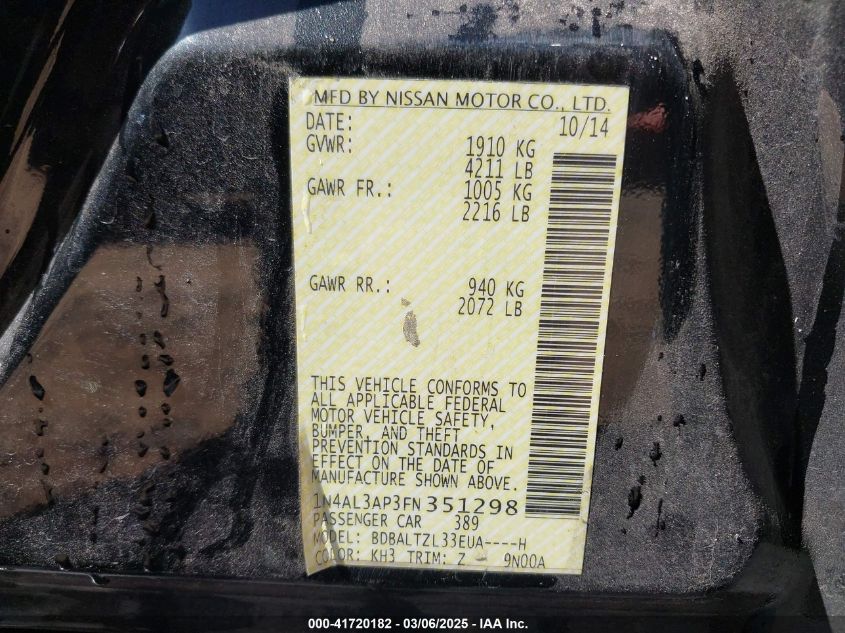 MFD BY NISSAN MOTOR CO., LTD.
DATE: 10/14
GVWR: 1910 KG
4211 LB
GAWR FR.: 1005 KG
2216 LB
GAWR RR.: 940 KG
2072 LB
THIS VEHICLE CONFORMS TO
ALL APPLICABLE FEDERAL
MOTOR VEHICLE SAFETY,
BUMPER, AND THEFT
PREVENTION STANDARDS IN
EFFECT ON THE DATE OF
MANUFACTURE SHOWN ABOVE.
1N4AL3AP3FN351298
PASSENGER CAR 389
MODEL: BDBALTZL33EUA----H
COLOR: KH3 TRIM: Z 9N00A
000-41720182 - 03/06/2025 - IAA Inc.